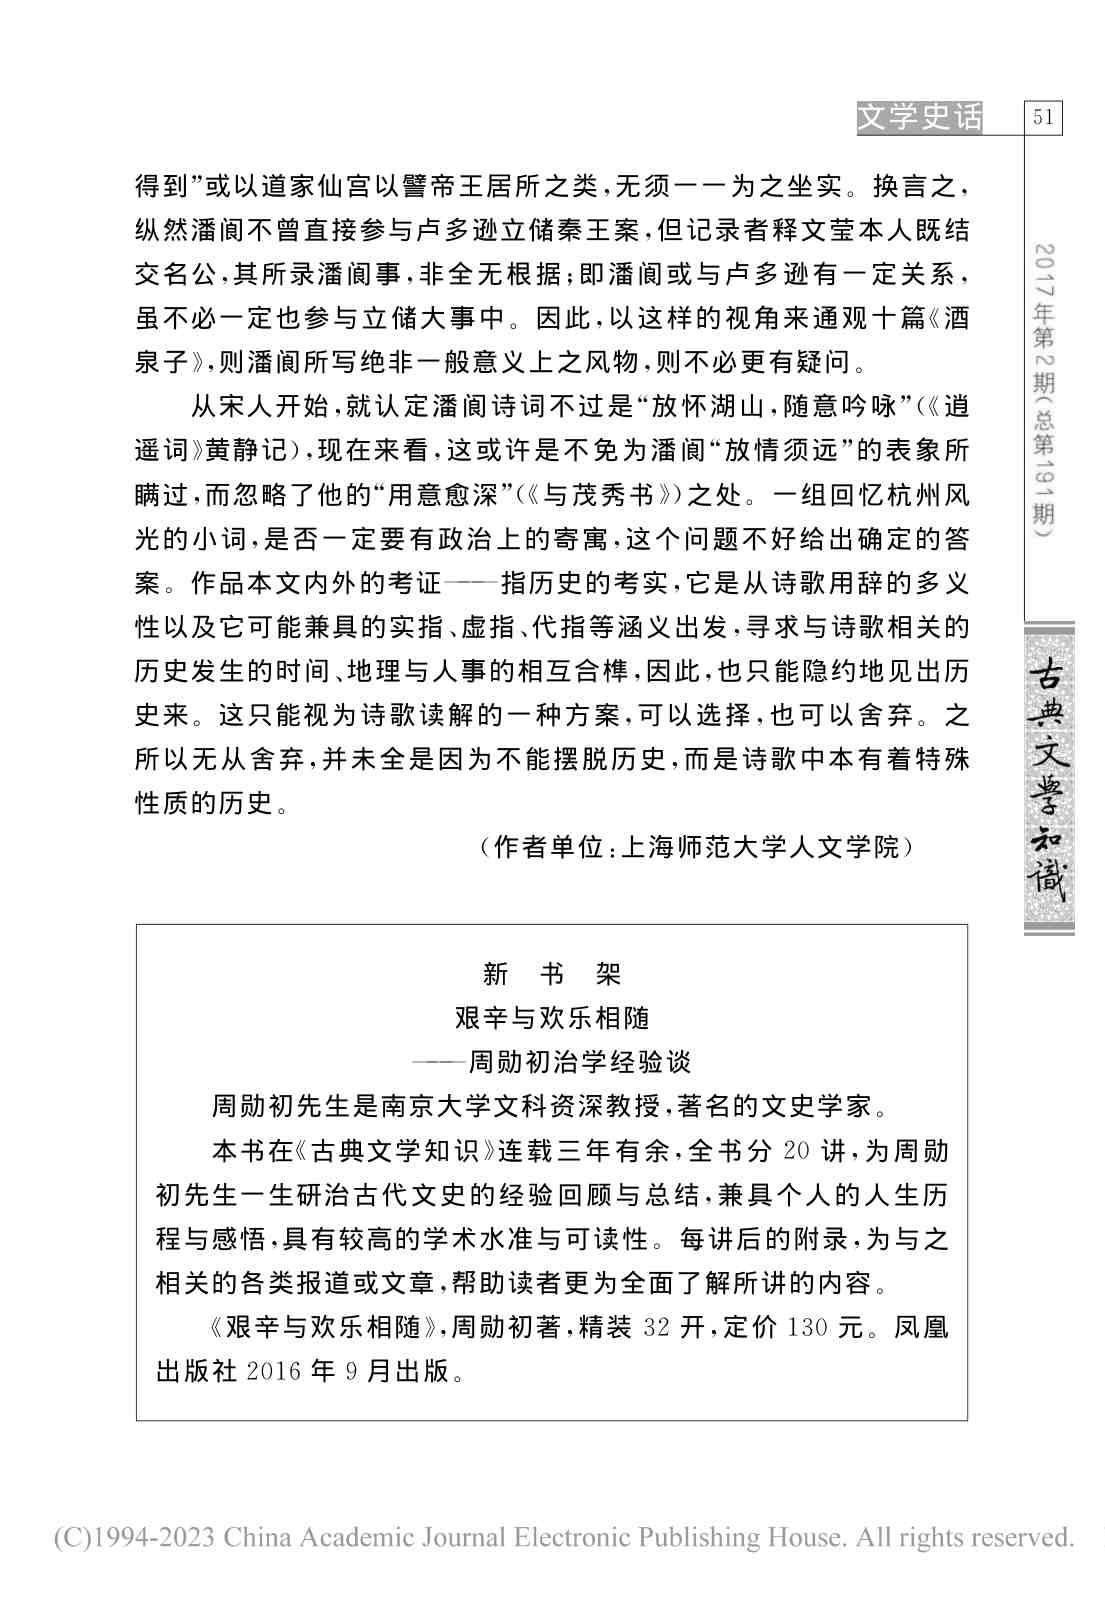 文学史话
51
得到”或以道家仙宫以譬帝王居所之类,无须一一为之坐实。换言之,
纵然潘阆不曾直接参与卢多逊立储秦王案,但记录者释文莹本人既结
交名公,其所录潘阆事,非全无根据;即潘阆或与卢多逊有一定关系,
虽不必一定也参与立储大事中。因此,以这样的视角来通观十篇《酒
泉子》,则潘阆所写绝非一般意义上之风物,则不必更有疑问。
从宋人开始,就认定潘阆诗词不过是“放怀湖山,随意吟咏”(《逍
遥词》黄静记),现在来看,这或许是不免为潘阆“放情须远”的表象所
瞒过,而忽略了他的“用意愈深”(《与茂秀书》)之处。一组回忆杭州风
光的小词,是否一定要有政治上的寄寓,这个问题不好给出确定的答
案。作品本文内外的考证——指历史的考实,它是从诗歌用辞的多义
性以及它可能兼具的实指、虚指、代指等涵义出发,寻求与诗歌相关的
历史发生的时间、地理与人事的相互合榫,因此,也只能隐约地见出历
史来。这只能视为诗歌读解的一种方案,可以选择,也可以舍弃。之
所以无从舍弃,并未全是因为不能摆脱历史,而是诗歌中本有着特殊
性质的历史。
(作者单位:上海师范大学人文学院)
2017年第2期(总第191期)
古典文学知識
新 书 架
艰辛与欢乐相随
——周勋初治学经验谈
周勋初先生是南京大学文科资深教授,著名的文史学家。
本书在《古典文学知识》连载三年有余,全书分 20 讲,为周勋
初先生一生研治古代文史的经验回顾与总结,兼具个人的人生历
程与感悟,具有较高的学术水准与可读性。每讲后的附录,为与之
相关的各类报道或文章,帮助读者更为全面了解所讲的内容。
《艰辛与欢乐相随》,周勋初著,精装 32 开,定价 130 元。凤凰
出版社 2016 年 9 月出版。
(C)1994-2023 China Academic Journal Electronic Publishing House. All rights reserved.